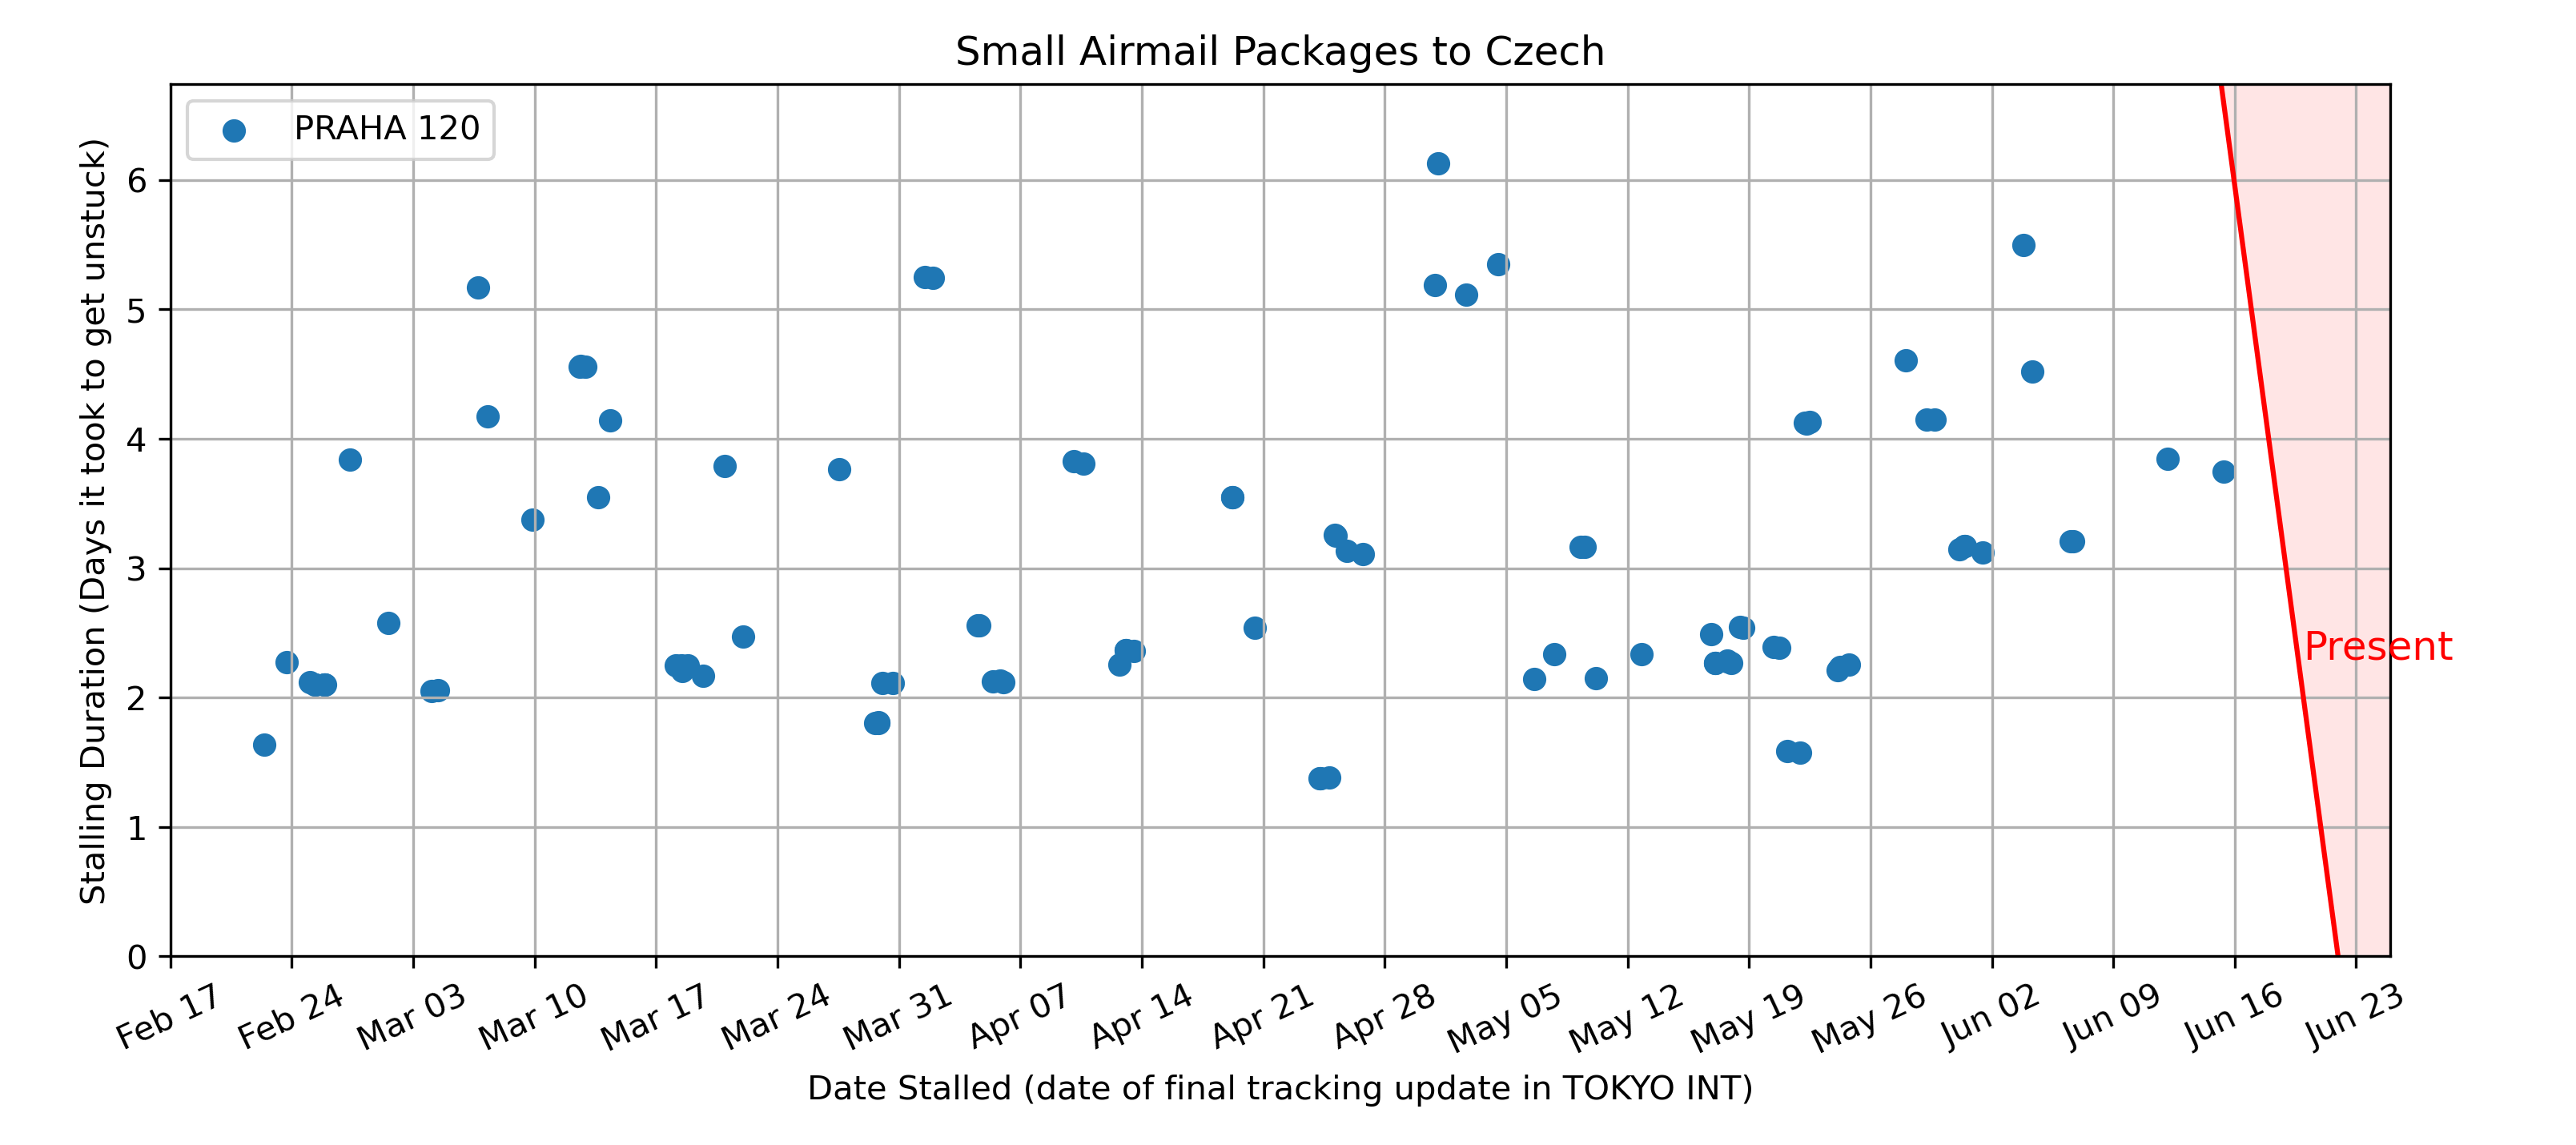 Small Airmail Packages to Czech
PRAHA 120
Stalling Duration (Days it took to get unstuck)
6
5
4
3
2
1
0
Present
Feb 17
Feb 24
Mar 03
Mar 10
Mar 17
Mar 24
Mar 31
Apr 07
Apr 14
Apr 21
Apr 28
May 05
May 12
May 19
May 26
Jun 02
Jun 09
Jun 16
Jun 23
Date Stalled (date of final tracking update in TOKYO INT)